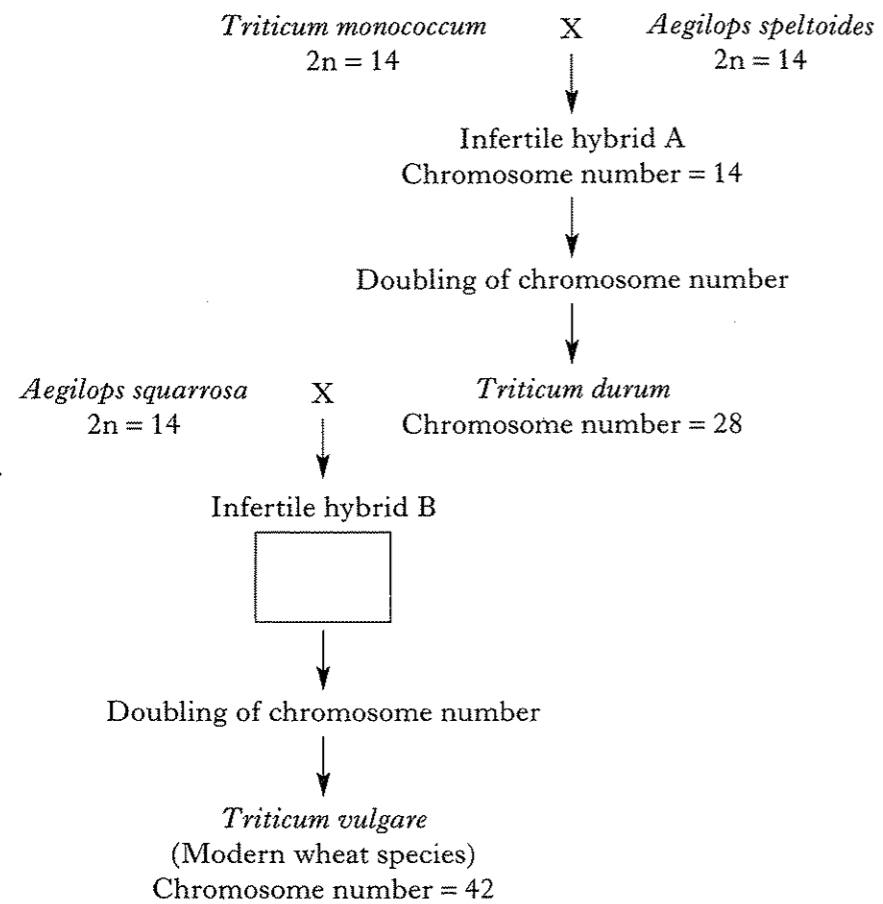 Triticum monococcum X Aegilops speltoides
2n = 14 2n = 14
Infertile hybrid A
Chromosome number = 14
Doubling of chromosome number
Aegilops squarrosa X Triticum durum
2n = 14 Chromosome number = 28
Infertile hybrid B
Doubling of chromosome number
Triticum vulgare
(Modern wheat species)
Chromosome number = 42